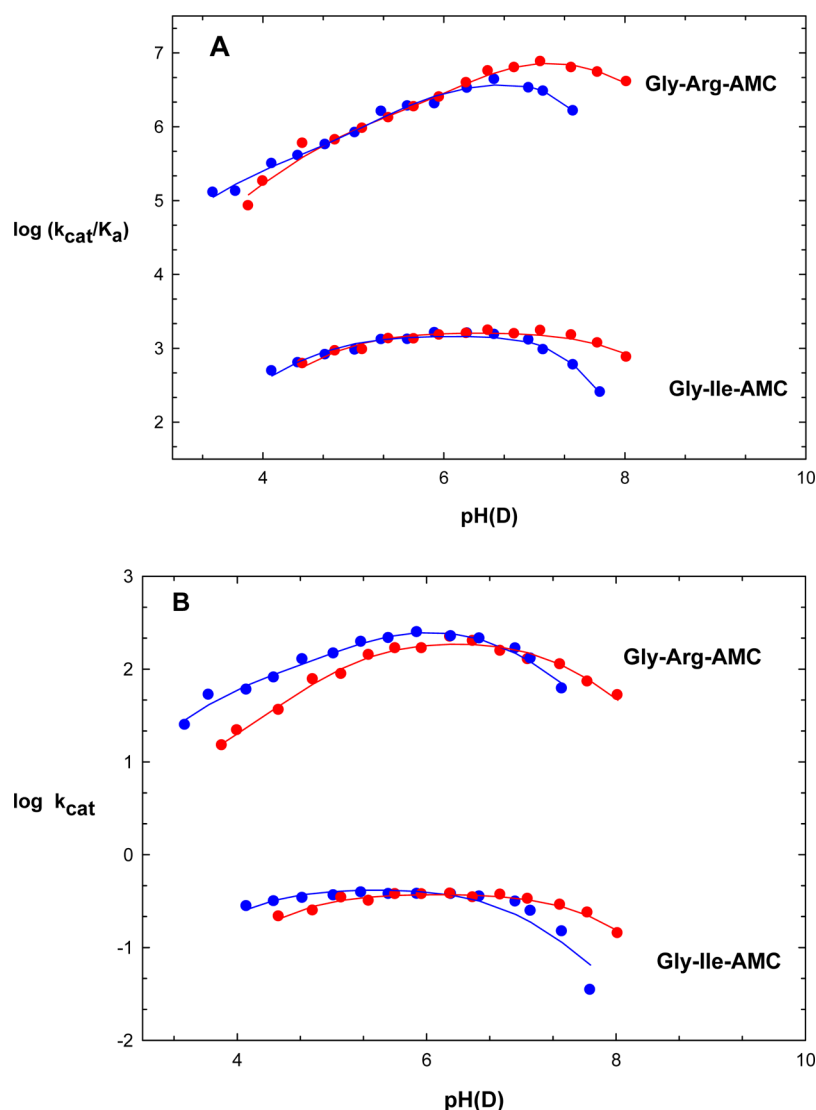 A
7
6
5
4
3
2
Gly-Arg-AMC
Gly-Ile-AMC
log (kcat/Ka)
4 6 8 10
pH(D)
B
3
2
1
0
-1
-2
Gly-Arg-AMC
Gly-Ile-AMC
log kcat
4 6 8 10
pH(D)